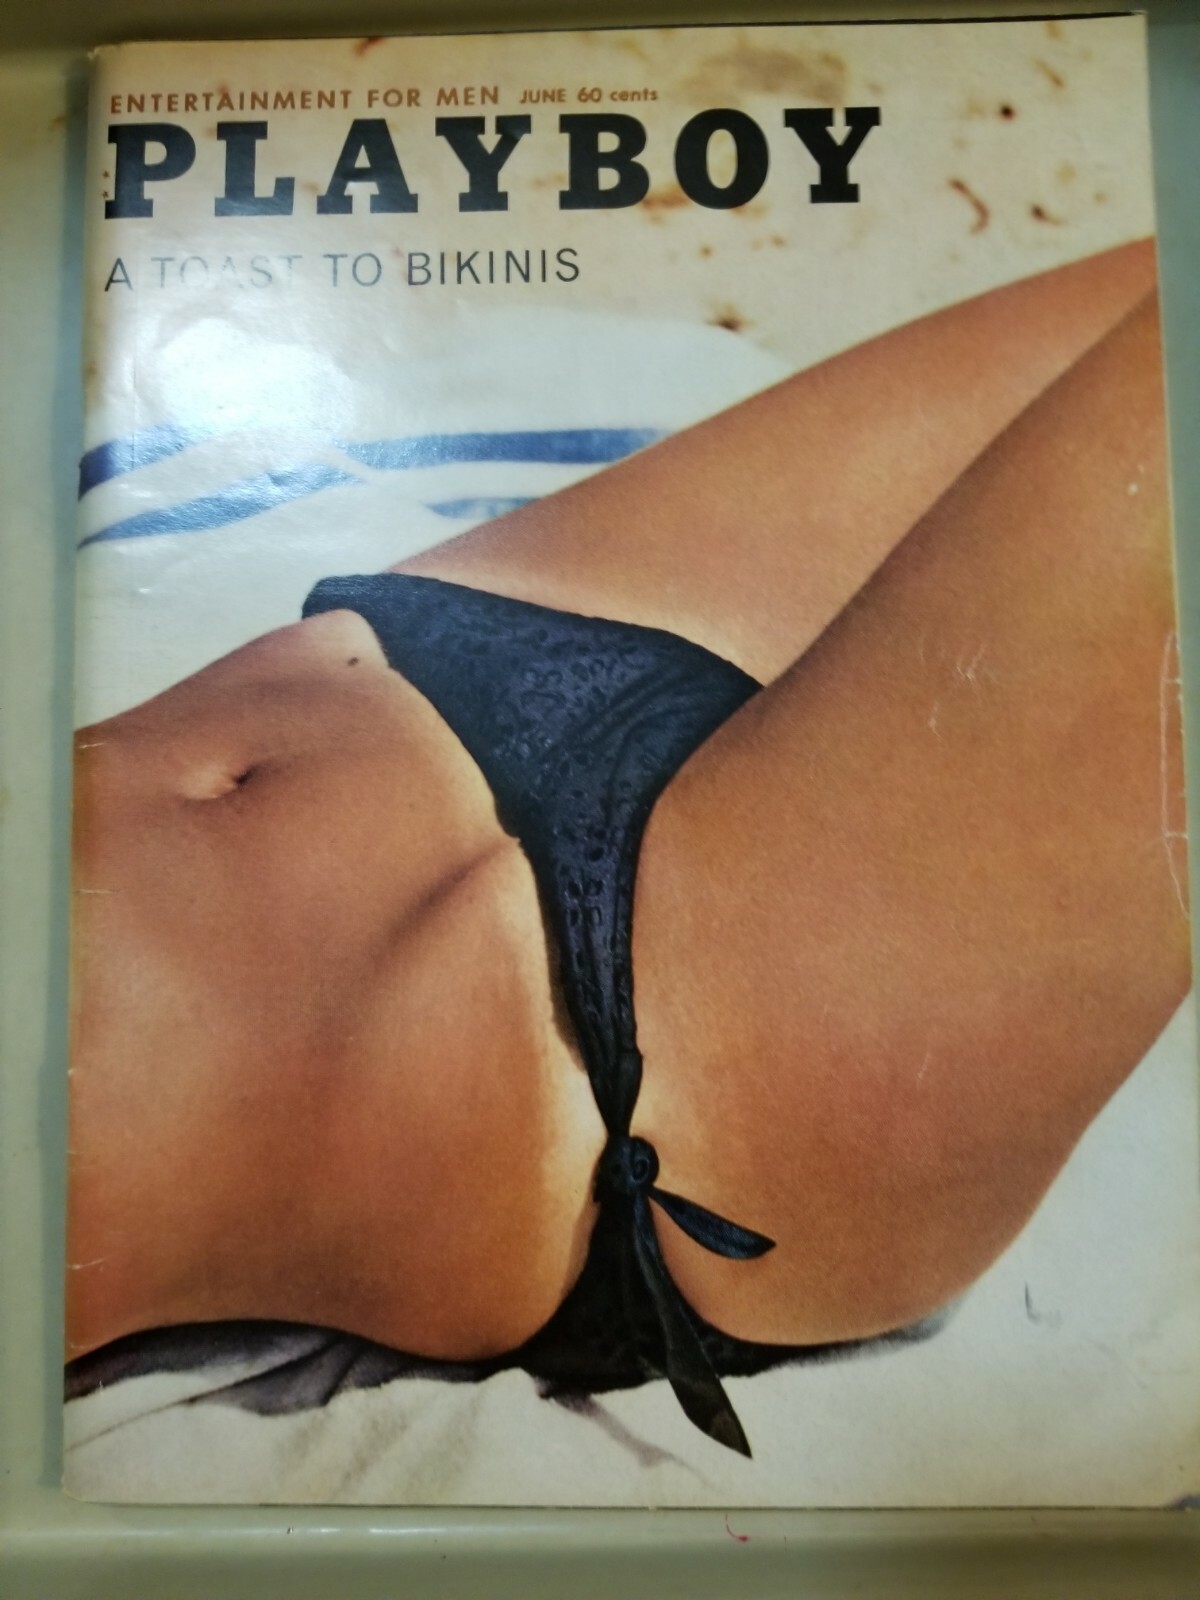 ENTERTAINMENT FOR MEN JUNE 60 cents
PLAYBOY
A TOAST TO BIKINIS